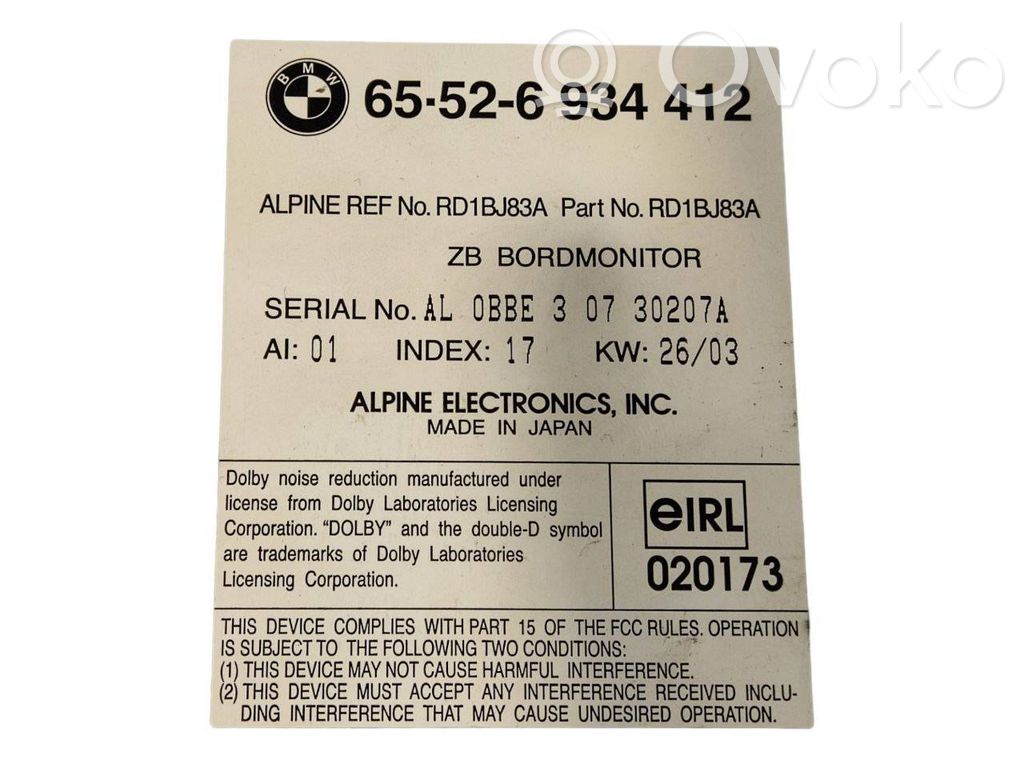 Ovoko
BMW
65·52-6 934 412
ALPINE REF No. RD1BJ83A Part No. RD1BJ83A
ZB BORDMONITOR
SERIAL No. AL 0BBE 3 07 30207A
AI: 01 INDEX: 17 KW: 26/03
ALPINE ELECTRONICS, INC.
MADE IN JAPAN
Dolby noise reduction manufactured under
license from Dolby Laboratories Licensing
Corporation. “DOLBY” and the double-D symbol
are trademarks of Dolby Laboratories
Licensing Corporation.
eIRL
020173
THIS DEVICE COMPLIES WITH PART 15 OF THE FCC RULES. OPERATION
IS SUBJECT TO THE FOLLOWING TWO CONDITIONS:
(1) THIS DEVICE MAY NOT CAUSE HARMFUL INTERFERENCE.
(2) THIS DEVICE MUST ACCEPT ANY INTERFERENCE RECEIVED INCLU-
DING INTERFERENCE THAT MAY CAUSE UNDESIRED OPERATION.